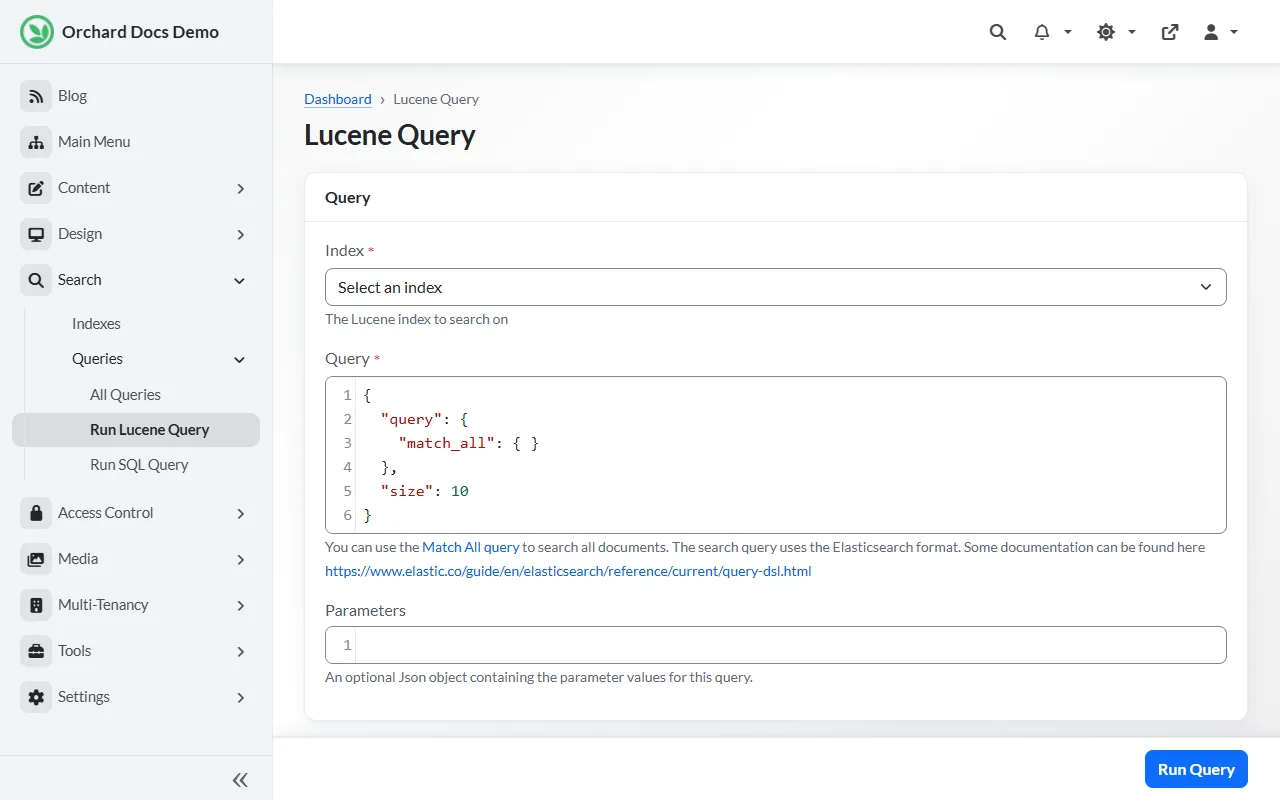 Orchard Docs Demo
Blog
Main Menu
Content
Design
Search
Indexes
Queries
All Queries
Run Lucene Query
Run SQL Query
Access Control
Media
Multi-Tenancy
Tools
Settings
Dashboard › Lucene Query
Lucene Query
Query
Index *
Select an index
The Lucene index to search on
Query *
1 {
2   "query": {
3     "match_all": { }
4   },
5   "size": 10
6 }
You can use the Match All query to search all documents. The search query uses the Elasticsearch format. Some documentation can be found here
https://www.elastic.co/guide/en/elasticsearch/reference/current/query-dsl.html
Parameters
1
An optional Json object containing the parameter values for this query.
Run Query